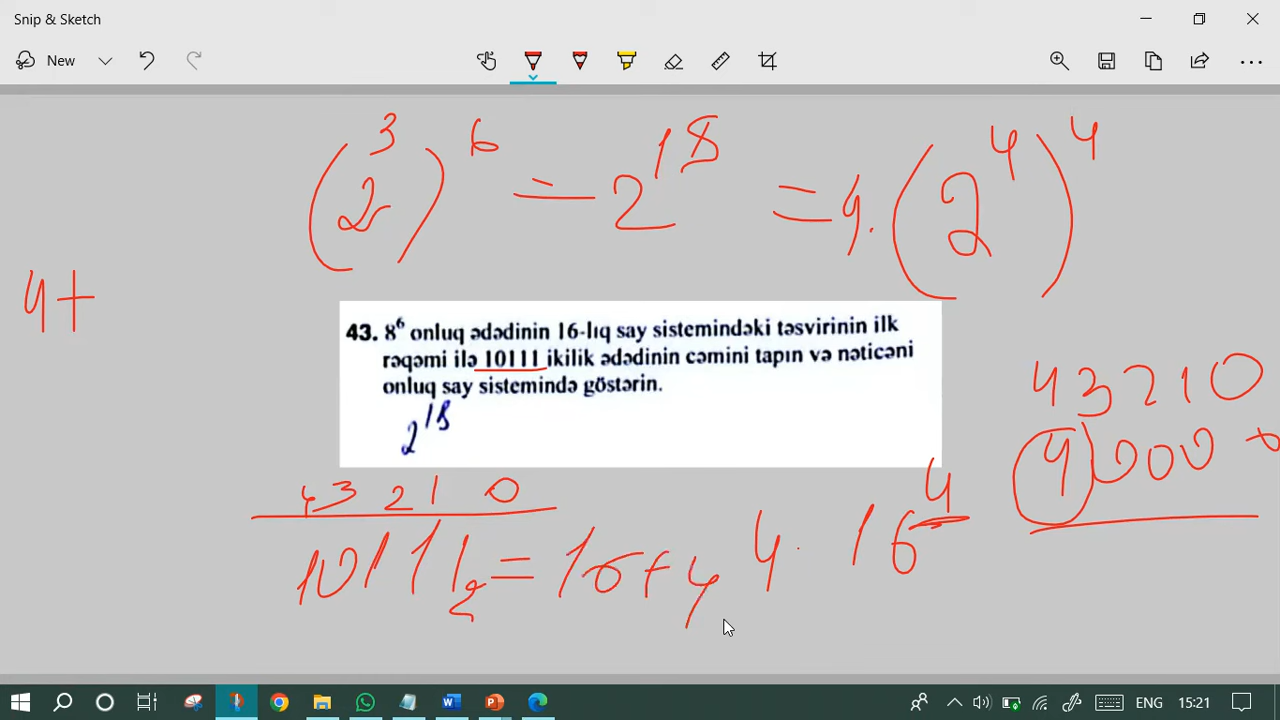 Snip & Sketch
New
(2³)⁶ = 2¹⁸ = 4·(2⁴)⁴
4+
43. 8⁶ onluq ədədinin 16-lıq say sistemindəki təsvirinin ilk
rəqəmi ilə 10111 ikilik ədədinin cəmini tapın və nəticəni
onluq say sistemində göstərin.
2¹⁸
4 3 2 1 0
4 0 0 0 0
4 3 2 1 0
10111₂ = 16+4
4 · 16⁴
ENG
15:21